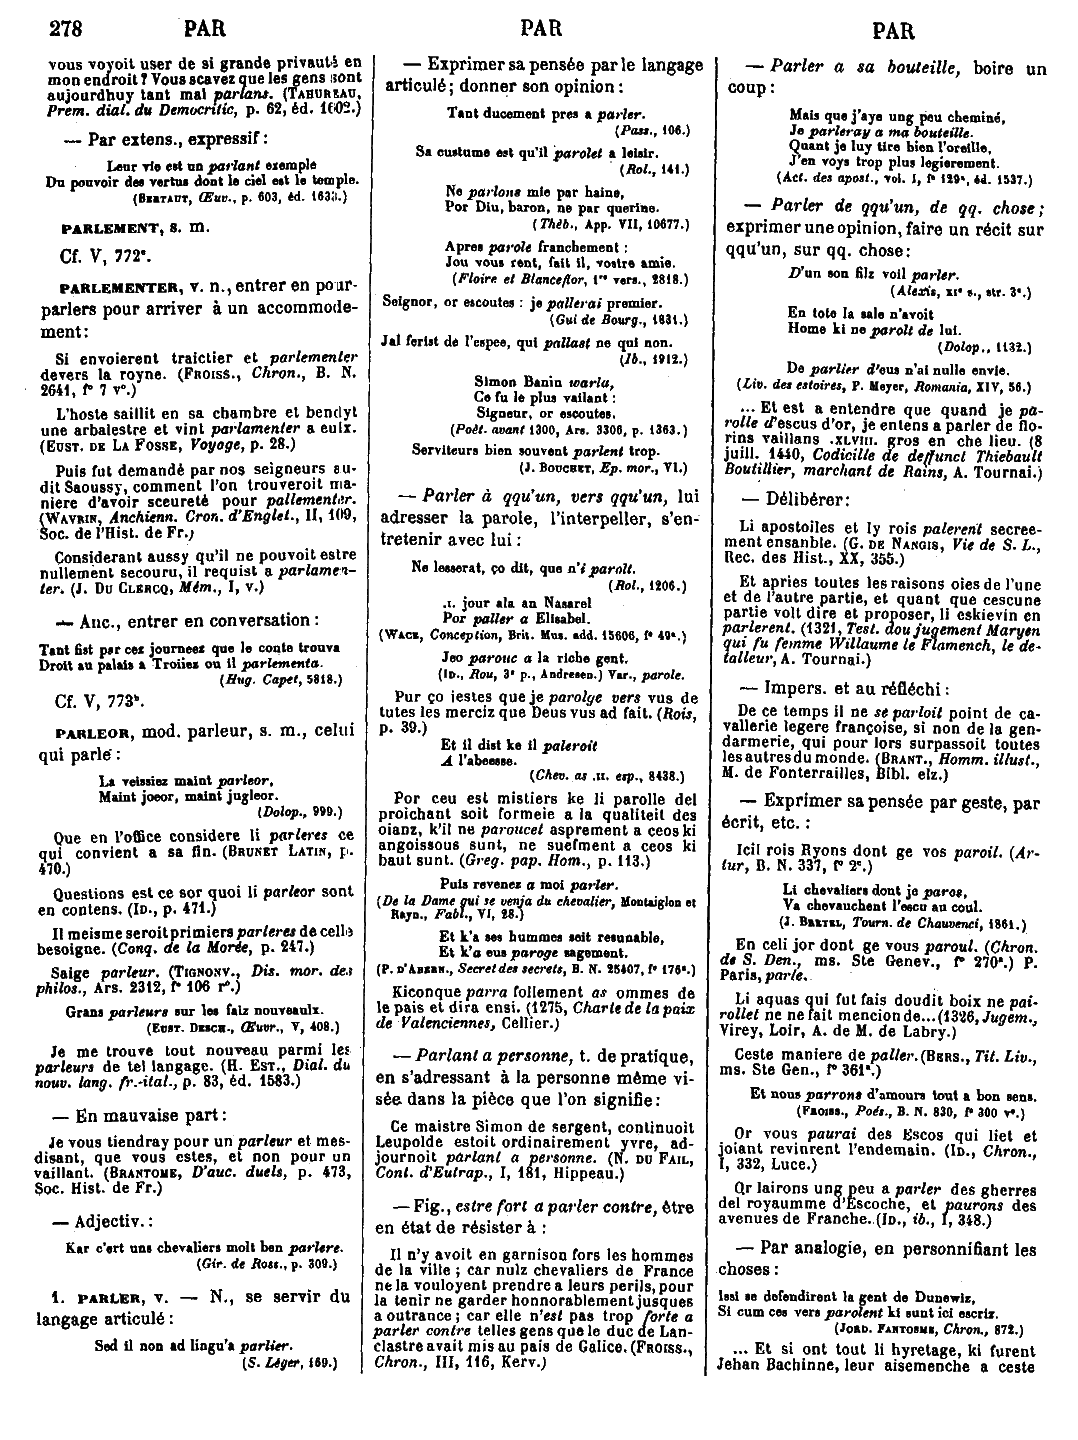 278 PAR PAR PAR
vous voyoit user de si grande privauté en
mon endroit ? Vous scavez que les gens sont
aujourdhuy tant mal parlans. (TAHUREAU,
Prem. dial. du Democritic, p. 62, éd. 1602.)
— Par extens., expressif :
Leur vie est un parlant exemple
Du pouvoir des vertus dont le ciel est le temple.
(BERTAUT, Œuv., p. 603, éd. 1633.)
PARLEMENT, s. m.
Cf. V, 772ᵃ.
PARLEMENTER, v. n., entrer en pour-
parlers pour arriver à un accommode-
ment :
Si envoierent traictier et parlementer
devers la royne. (FROISS., Chron., B. N.
2641, f° 7 v°.)
L'hoste saillit en sa chambre et bendyt
une arbalestre et vint parlamenter a eulx.
(EUST. DE LA FOSSE, Voyage, p. 28.)
Puis fut demandé par nos seigneurs au-
dit Saoussy, comment l'on trouveroit ma-
niere d'avoir sceureté pour pallementer.
(WAVRIN, Anchienn. Cron. d'Englet., II, 109,
Soc. de l'Hist. de Fr.)
Considerant aussy qu'il ne pouvoit estre
nullement secouru, il requist a parlamen-
ter. (J. DU CLERCQ, Mém., I, V.)
— Anc., entrer en conversation :
Tant fist par cez journeez que le conte trouva
Droit au palais a Troiiez ou il parlementa.
(Hug. Capet, 5818.)
Cf. V, 773ᵇ.
PARLEOR, mod. parleur, s. m., celui
qui parle :
La veissiez maint parleor,
Maint joeor, maint jugleor.
(Dolop., 999.)
Que en l'office considere li parleres ce
qui convient a sa fin. (BRUNET LATIN, p.
470.)
Questions est ce sor quoi li parleor sont
en contens. (ID., p. 471.)
Il meisme seroit primiers parleres de celle
besoigne. (Conq. de la Morée, p. 247.)
Saige parleur. (TIGNONV., Dis. mor. des
philos., Ars. 2312, f° 106 r°.)
Grans parleurs sur les faiz nouveaulx.
(EUST. DESCH., Œuvr., V, 408.)
Je me trouve tout nouveau parmi les
parleurs de tel langage. (H. EST., Dial. du
nouv. lang. fr.-ital., p. 83, éd. 1583.)
— En mauvaise part :
Je vous tiendray pour un parleur et mes-
disant, que vous estes, et non pour un
vaillant. (BRANTOME, D'auc. duels, p. 473,
Soc. Hist. de Fr.)
— Adjectiv. :
Kar c'ert uns chevaliers molt ben parlere.
(Gir. de Ross., p. 309.)
1. PARLER, v. — N., se servir du
langage articulé :
Sed il non ad lingu'a parlier.
(S. Léger, 169.)
— Exprimer sa pensée par le langage
articulé ; donner son opinion :
Tant ducement pres a parler.
(Pass., 106.)
Sa custume est qu'il parolet a leisir.
(Rol., 141.)
Ne parlons mie par haine,
Por Diu, baron, ne par querine.
(Thèb., App. VII, 10677.)
Apres parole franchement :
Jou vous rent, fait il, vostre amie.
(Floire et Blanceflor, 1ʳᵉ vers., 2818.)
Seignor, or escoutes : je pallerai premier.
(Gui de Bourg., 1831.)
Jal ferist de l'espee, qui pallast ne qui non.
(Ib., 1912.)
Simon Banin warlu,
Ce fu le plus vailant :
Signeur, or escoutes.
(Poèt. avant 1300, Ars. 3306, p. 1363.)
Serviteurs bien souvent parlent trop.
(J. BOUCHET, Ep. mor., VI.)
— Parler à qqu'un, vers qqu'un, lui
adresser la parole, l'interpeller, s'en-
tretenir avec lui :
Ne lesserat, ço dit, que n'i parolt.
(Rol., 1206.)
.I. jour ala an Nasarel
Por paller a Elisabel.
(WACE, Conception, Brit. Mus. add. 15606, f° 49ᵃ.)
Jeo parouc a la riche gent.
(ID., Rou, 3ᵉ p., Andresen.) Var., parole.
Pur ço iestes que je parolge vers vus de
tutes les merciz que Deus vus ad fait. (Rois,
p. 39.)
Et il dist ke il paleroit
A l'abeesse.
(Chev. as .II. esp., 8438.)
Por ceu est mistiers ke li parolle del
proichant soit formeie a la qualiteit des
oianz, k'il ne paroucet asprement a ceos ki
angoissous sunt, ne suefment a ceos ki
baut sunt. (Greg. pap. Hom., p. 113.)
Puis revenez a moi parler.
(De la Dame qui se venja du chevalier, Montaiglon et
Rayn., Fabl., VI, 28.)
Et k'a ses hummes seit resunable,
Et k'a eus paroge sagement.
(P. D'ABERN., Secret des secrets, B. N. 25407, f° 176ᵃ.)
Kiconque parra follement as ommes de
le pais et dira ensi. (1275, Charte de la paix
de Valenciennes, Cellier.)
— Parlant a personne, t. de pratique,
en s'adressant à la personne même vi-
sée dans la pièce que l'on signifie :
Ce maistre Simon de sergent, continuoit
Leupolde estoit ordinairement yvre, ad-
journoit parlant a personne. (N. DU FAIL,
Cont. d'Eutrap., I, 181, Hippeau.)
— Fig., estre fort a parler contre, être
en état de résister à :
Il n'y avoit en garnison fors les hommes
de la ville ; car nulz chevaliers de France
ne la vouloyent prendre a leurs perils, pour
la tenir ne garder honnorablement jusques
a outrance ; car elle n'est pas trop forte a
parler contre telles gens que le duc de Lan-
clastre avait mis au pais de Galice. (FROISS.,
Chron., III, 116, Kerv.)
— Parler a sa bouteille, boire un
coup :
Mais que j'aye ung peu cheminé,
Je parleray a ma bouteille.
Quant je luy tire bien l'oreille,
J'en voys trop plus legierement.
(Act. des apost., vol. I, f° 129ᵃ, éd. 1537.)
— Parler de qqu'un, de qq. chose ;
exprimer une opinion, faire un récit sur
qqu'un, sur qq. chose :
D'un son filz voil parler.
(Alexis, XIᵉ s., str. 3ᵉ.)
En tote la sale n'avoit
Home ki ne parolt de lui.
(Dolop., 1132.)
De parlier d'eus n'ai nulle envie.
(Liv. des estoires, P. Meyer, Romania, XIV, 56.)
... Et est a entendre que quand je pa-
rolle d'escus d'or, je entens a parler de flo-
rins vaillans .XLVIII. gros en che lieu. (8
juill. 1440, Codicille de deffunct Thiebault
Boutillier, marchant de Rains, A. Tournai.)
— Délibérer :
Li apostoiles et ly rois palerent secree-
ment ensanble. (G. DE NANGIS, Vie de S. L.,
Rec. des Hist., XX, 355.)
Et apries toutes les raisons oies de l'une
et de l'autre partie, et quant que cescune
partie volt dire et proposer, li eskievin en
parlerent. (1321, Test. dou jugement Maryen
qui fu femme Willaume le Flamench, le de-
talleur, A. Tournai.)
— Impers. et au réfléchi :
De ce temps il ne se parloit point de ca-
vallerie legere françoise, si non de la gen-
darmerie, qui pour lors surpassoit toutes
les autres du monde. (BRANT., Homm. illust.,
M. de Fonterrailles, Bibl. elz.)
— Exprimer sa pensée par geste, par
écrit, etc. :
Icil rois Ryons dont ge vos paroil. (Ar-
tur, B. N. 337, f° 2ᶜ.)
Li chevaliers dont je paros,
Va chevauchent l'escu au coul.
(J. BRETEL, Tourn. de Chauvenci, 1861.)
En celi jor dont ge vous paroul. (Chron.
de S. Den., ms. Ste Genev., f° 270ᵃ.) P.
Paris, parle.
Li aquas qui fut fais doudit boix ne pai-
rollet ne ne fait mencion de... (1326, Jugem.,
Virey, Loir, A. de M. de Labry.)
Ceste maniere de paller. (BERS., Tit. Liv.,
ms. Ste Gen., f° 361ᵃ.)
Et nous parrons d'amours tout a bon sens.
(FROISS., Poés., B. N. 830, f° 300 v°.)
Or vous paurai des Escos qui liet et
joiant revinrent l'endemain. (ID., Chron.,
I, 332, Luce.)
Or lairons ung peu a parler des gherres
del royaumme d'Escoche, et paurons des
avenues de Franche. (ID., ib., I, 348.)
— Par analogie, en personnifiant les
choses :
Issi se defendirent la gent de Dunewiz,
Si cum ces vers parolent ki sunt ici escriz.
(JORD. FANTOSME, Chron., 872.)
... Et si ont tout li hyretage, ki furent
Jehan Bachinne, leur aisemenche a ceste